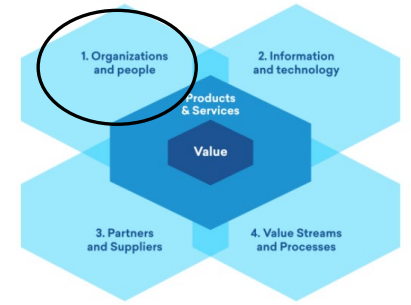 1. Organizations
and people
2. Information
and technology
Products
& Services
Value
3. Partners
and Suppliers
4. Value Streams
and Processes